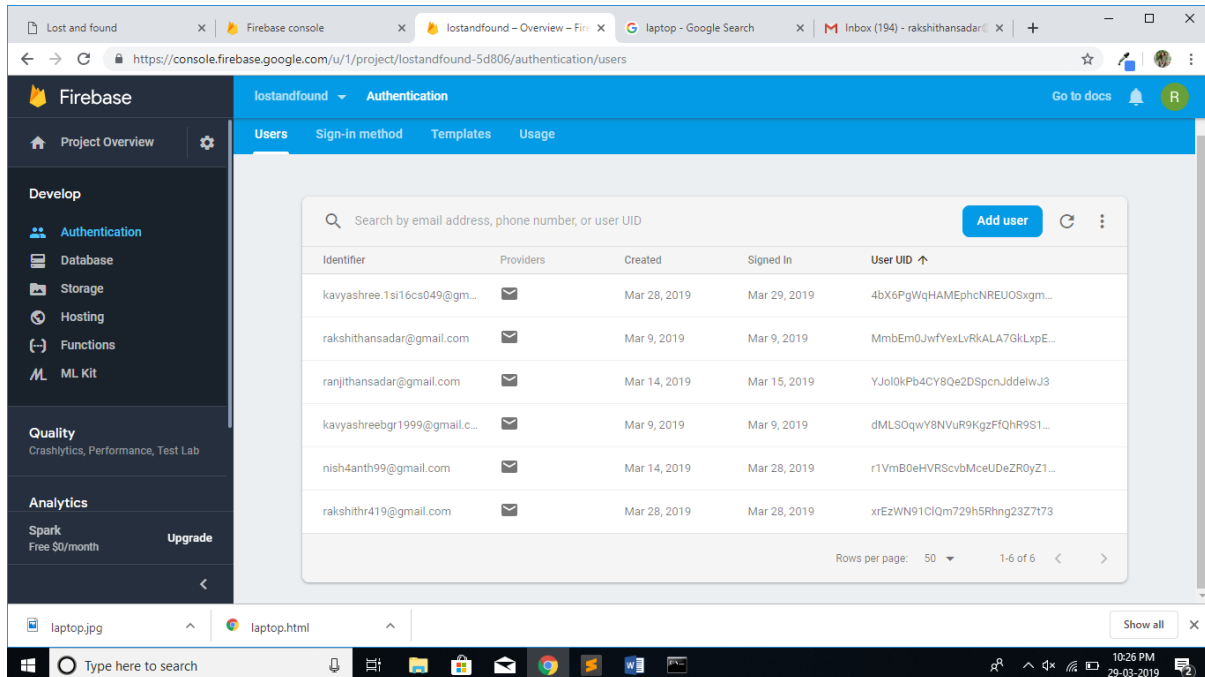 Lost and found
Firebase console
lostandfound – Overview – Fire
laptop - Google Search
Inbox (194) - rakshithansadar@
https://console.firebase.google.com/u/1/project/lostandfound-5d806/authentication/users
Firebase
lostandfound Authentication
Go to docs
R
Project Overview
Users Sign-in method Templates Usage
Develop
Authentication
Database
Storage
Hosting
Functions
ML Kit
Quality
Crashlytics, Performance, Test Lab
Analytics
Spark
Free $0/month
Upgrade
Search by email address, phone number, or user UID
Add user
Identifier Providers Created Signed In User UID
kavyashree.1si16cs049@gm... Mar 28, 2019 Mar 29, 2019 4bX6PgWqHAMEphcNREUOSxgm...
rakshithansadar@gmail.com Mar 9, 2019 Mar 9, 2019 MmbEm0JwfYexLvRkALA7GkLxpE...
ranjithansadar@gmail.com Mar 14, 2019 Mar 15, 2019 YJol0kPb4CY8Qe2DSpcnJddeIwJ3
kavyashreebgr1999@gmail.c... Mar 9, 2019 Mar 9, 2019 dMLSOqwY8NVuR9KgzFfQhR9S1...
nish4anth99@gmail.com Mar 14, 2019 Mar 28, 2019 r1VmB0eHVRScvbMceUDeZR0yZ1...
rakshithr419@gmail.com Mar 28, 2019 Mar 28, 2019 xrEzWN91ClQm729h5Rhng23Z7t73
Rows per page: 50 1-6 of 6
laptop.jpg
laptop.html
Show all
Type here to search
10:26 PM
29-03-2019